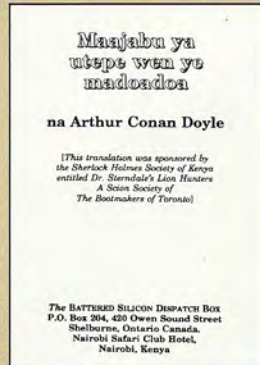 Maajabu ya
utepe wen ye
madoadoa
na Arthur Conan Doyle
[This translation was sponsored by
the Sherlock Holmes Society of Kenya
entitled Dr. Sterndale's Lion Hunters
A Scion Society of
The Bootmakers of Toronto]
The BATTERED SILICON DISPATCH BOX
P.O. Box 204, 420 Owen Sound Street
Shelburne, Ontario Canada.
Nairobi Safari Club Hotel,
Nairobi, Kenya